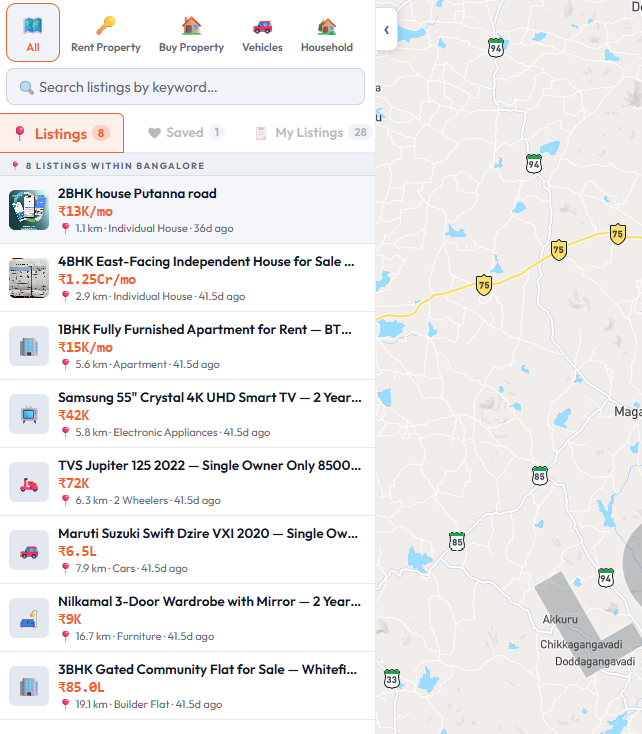 All
Rent Property
Buy Property
Vehicles
Household
Search listings by keyword...
Listings 8
Saved 1
My Listings 28
8 LISTINGS WITHIN BANGALORE
2BHK house Putanna road
₹13K/mo
1.1 km · Individual House · 36d ago
4BHK East-Facing Independent House for Sale ...
₹1.25Cr/mo
2.9 km · Individual House · 41.5d ago
1BHK Fully Furnished Apartment for Rent — BT...
₹15K/mo
5.6 km · Apartment · 41.5d ago
Samsung 55" Crystal 4K UHD Smart TV — 2 Year...
₹42K
5.8 km · Electronic Appliances · 41.5d ago
TVS Jupiter 125 2022 — Single Owner Only 8500...
₹72K
6.3 km · 2 Wheelers · 41.5d ago
Maruti Suzuki Swift Dzire VXI 2020 — Single Ow...
₹6.5L
7.9 km · Cars · 41.5d ago
Nilkamal 3-Door Wardrobe with Mirror — 2 Year...
₹9K
16.7 km · Furniture · 41.5d ago
3BHK Gated Community Flat for Sale — Whitefi...
₹85.0L
19.1 km · Builder Flat · 41.5d ago
94
94
75
75
75
Maga
85
85
94
L
Akkuru
Chikkagangavadi
Doddagangavadi
33